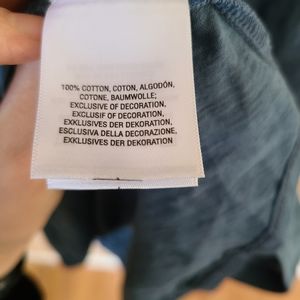 100% COTTON, COTON, ALGODÓN,
COTONE, BAUMWOLLE;
EXCLUSIVE OF DECORATION,
EXCLUSIF OF DECORATION,
EXKLUSIVES DER DEKORATION,
ESCLUSIVA DELLA DECORAZIONE,
EXKLUSIVES DER DEKORATION